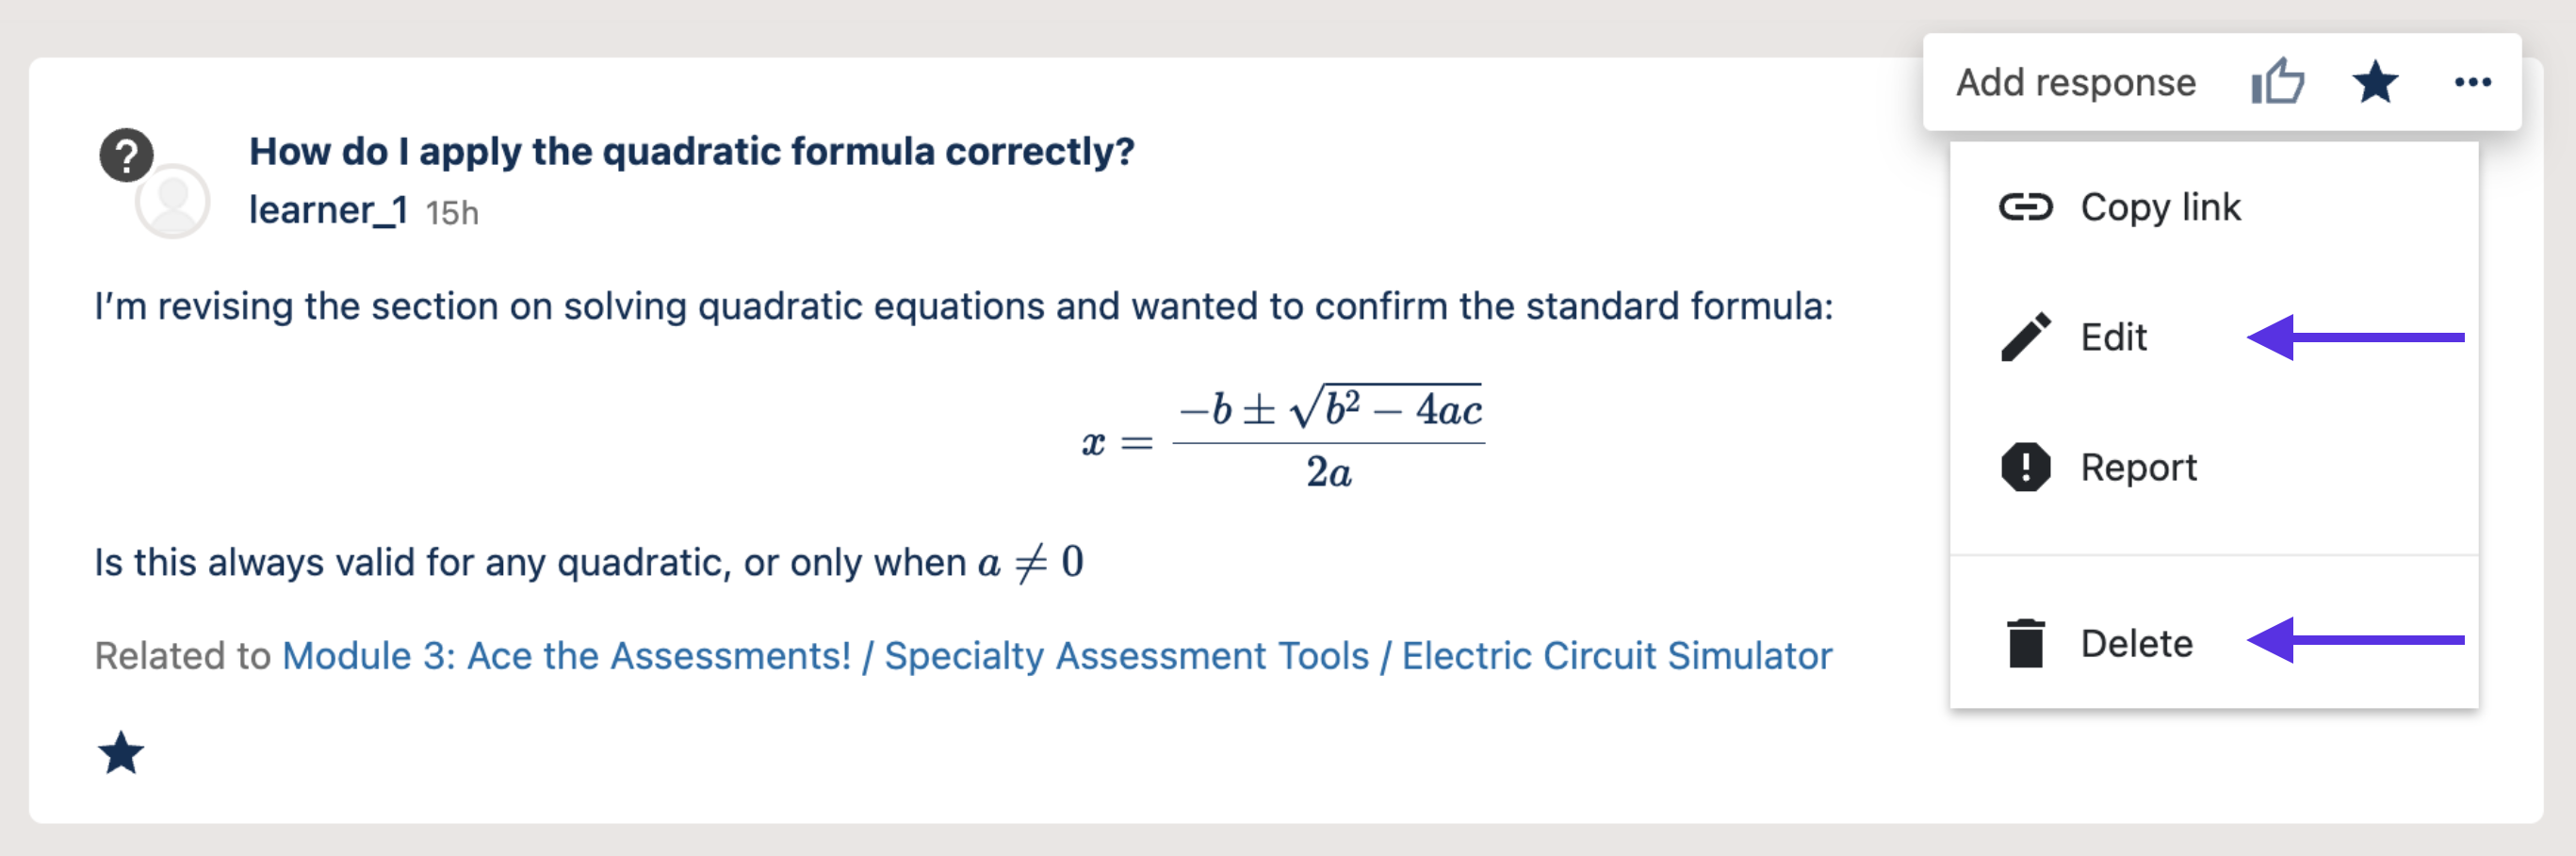 Add response
How do I apply the quadratic formula correctly?
learner_1 15h
Copy link
Edit
Report
Delete
I’m revising the section on solving quadratic equations and wanted to confirm the standard formula:
x = \frac{-b \pm \sqrt{b^2 - 4ac}}{2a}
Is this always valid for any quadratic, or only when a ≠ 0
Related to Module 3: Ace the Assessments! / Specialty Assessment Tools / Electric Circuit Simulator